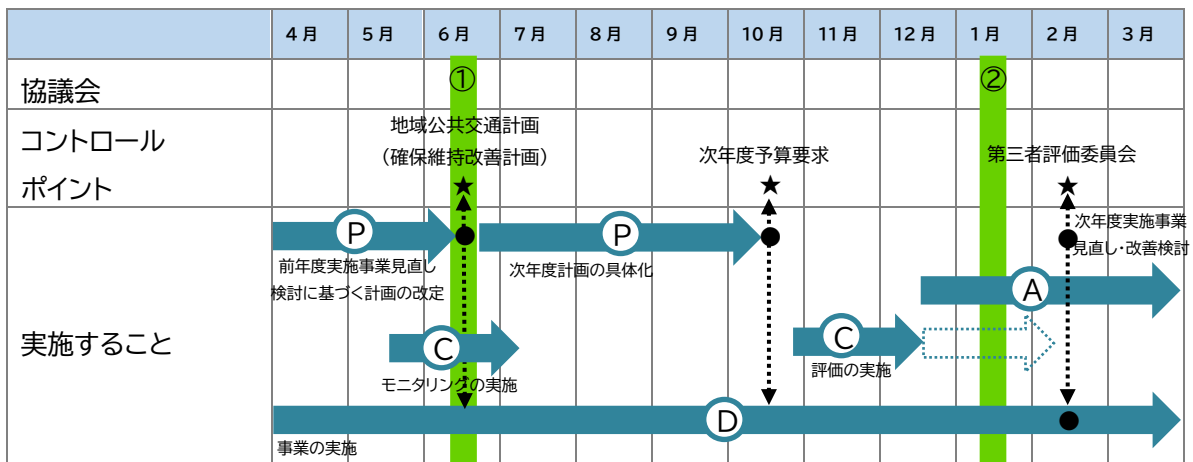 4月 5月 6月 7月 8月 9月 10月 11月 12月 1月 2月 3月
協議会
① ②
コントロール
ポイント
地域公共交通計画
（確保維持改善計画）
次年度予算要求
第三者評価委員会
実施すること
P
前年度実施事業見直し
検討に基づく計画の改定
P
次年度計画の具体化
次年度実施事業
見直し・改善検討
A
C
モニタリングの実施
C
評価の実施
D
事業の実施